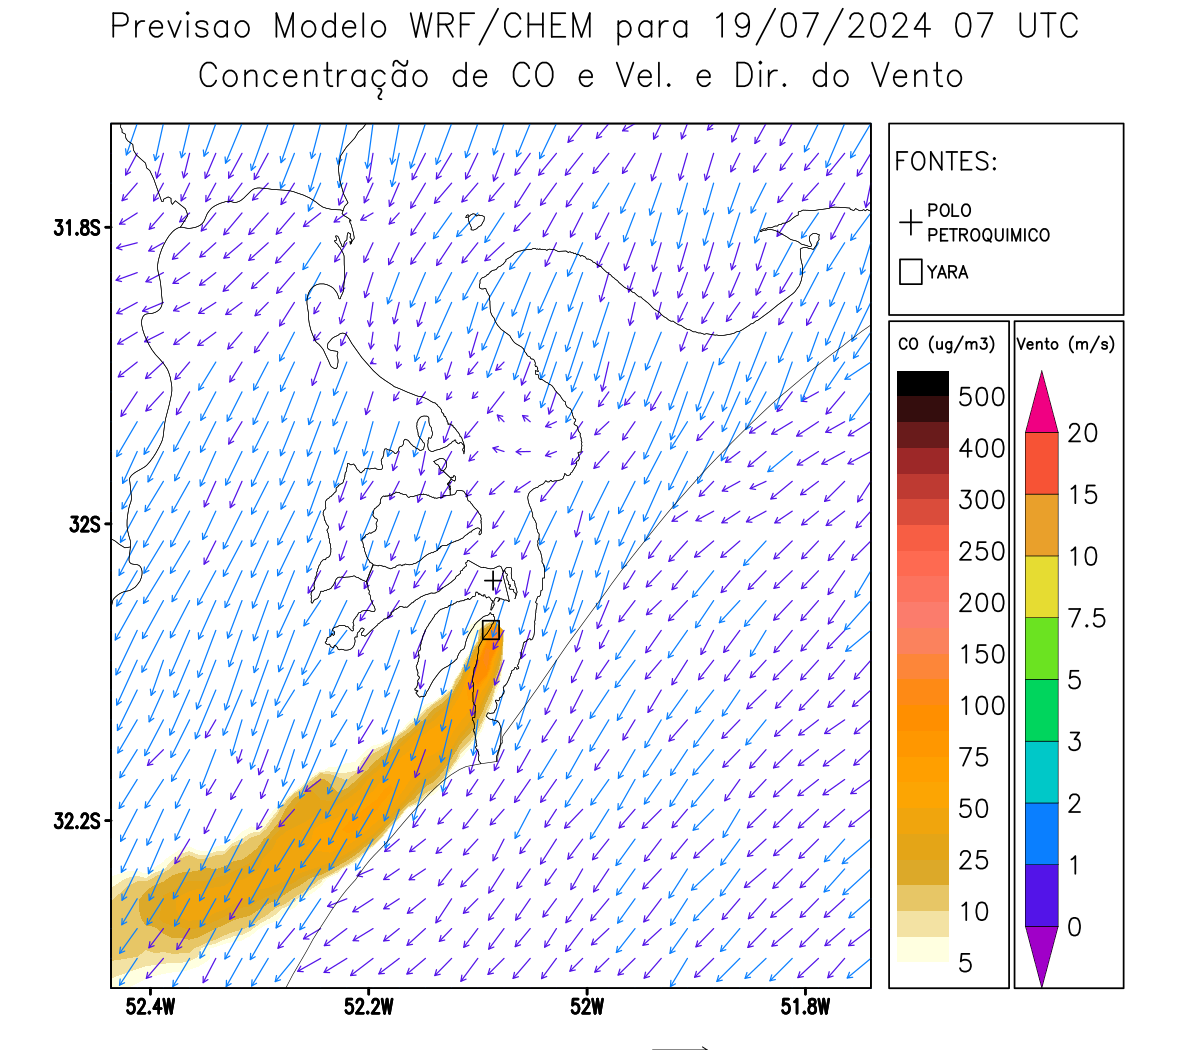 Previsao Modelo WRF/CHEM para 19/07/2024 07 UTC
Concentração de CO e Vel. e Dir. do Vento
FONTES:
POLO
PETROQUIMICO
YARA
31.8S
32S
32.2S
52.4W
52.2W
52W
51.8W
CO (ug/m3)
500
400
300
250
200
150
100
75
50
25
10
5
Vento (m/s)
20
15
10
7.5
5
3
2
1
0